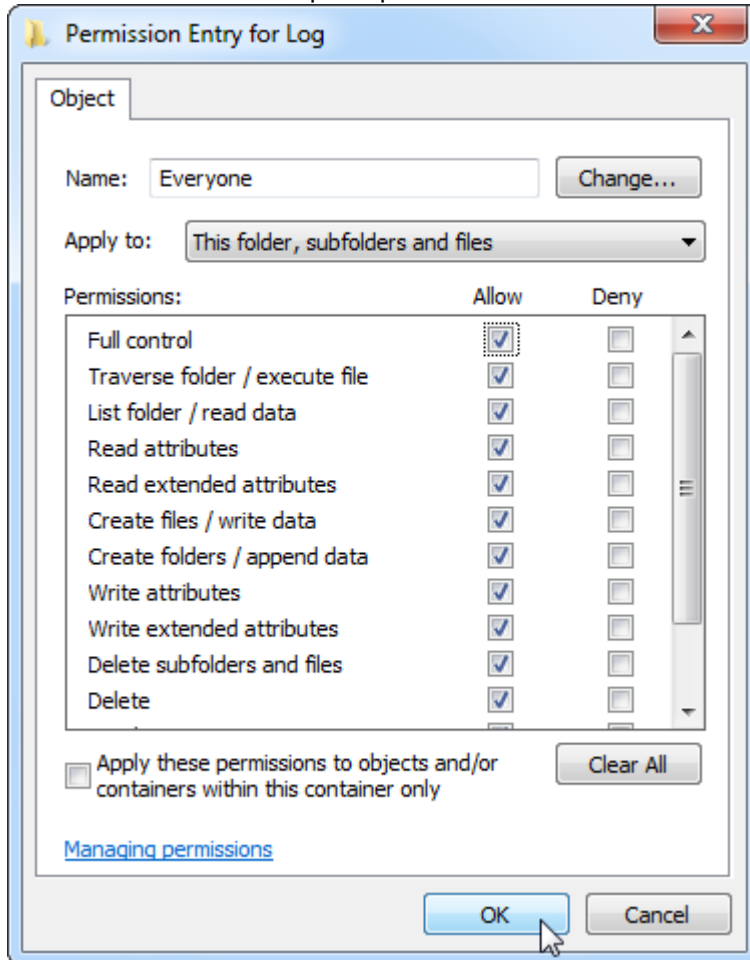 Permission Entry for Log
Object
Name: Everyone Change...
Apply to: This folder, subfolders and files
Permissions: Allow Deny
Full control
Traverse folder / execute file
List folder / read data
Read attributes
Read extended attributes
Create files / write data
Create folders / append data
Write attributes
Write extended attributes
Delete subfolders and files
Delete
Apply these permissions to objects and/or
containers within this container only
Clear All
Managing permissions
OK Cancel